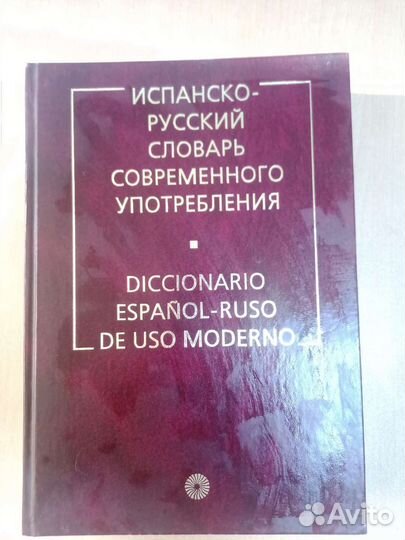 ИСПАНСКО-
РУССКИЙ
СЛОВАРЬ
СОВРЕМЕННОГО
УПОТРЕБЛЕНИЯ
DICCIONARIO
ESPAÑOL-RUSO
DE USO MODERNO
Avito